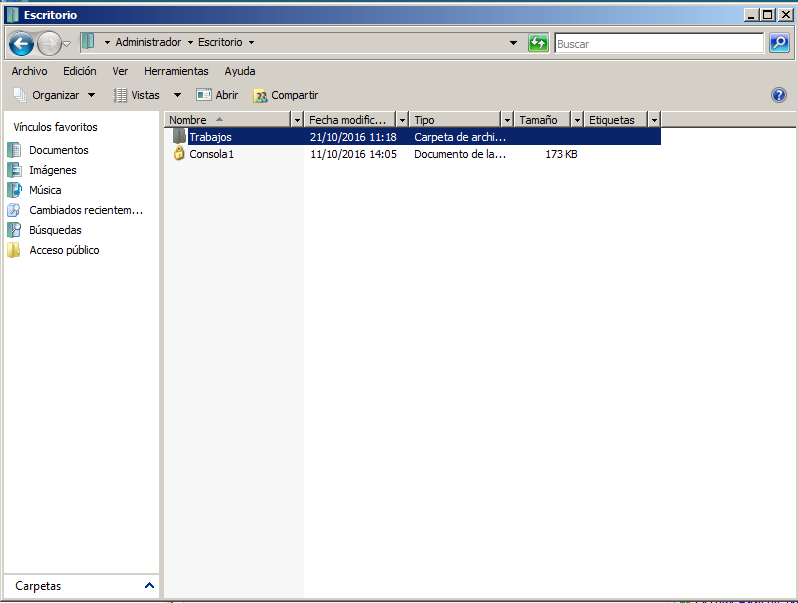 Escritorio
Administrador Escritorio Buscar
Archivo Edición Ver Herramientas Ayuda
Organizar Vistas Abrir Compartir
Vínculos favoritos
Documentos
Imágenes
Música
Cambiados recientem...
Búsquedas
Acceso público
Carpetas
Nombre Fecha modific... Tipo Tamaño Etiquetas
Trabajos 21/10/2016 11:18 Carpeta de archi...
Consola1 11/10/2016 14:05 Documento de la... 173 KB